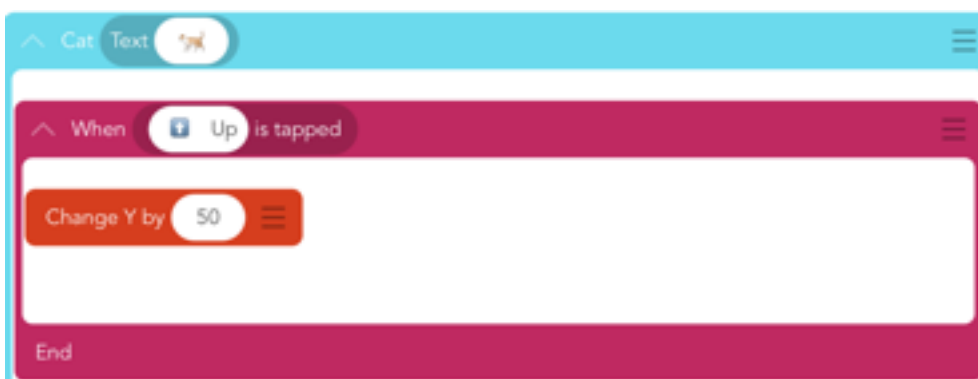 Cat Text 🐈
When ⬆️ Up is tapped
Change Y by 50
End